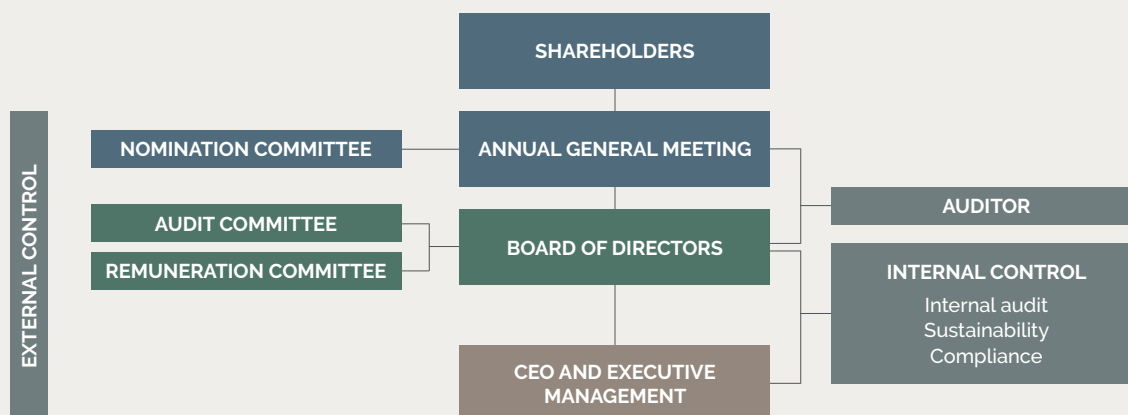 SHAREHOLDERS
EXTERNAL CONTROL
NOMINATION COMMITTEE
ANNUAL GENERAL MEETING
AUDIT COMMITTEE
REMUNERATION COMMITTEE
BOARD OF DIRECTORS
AUDITOR
INTERNAL CONTROL
Internal audit
Sustainability
Compliance
CEO AND EXECUTIVE
MANAGEMENT